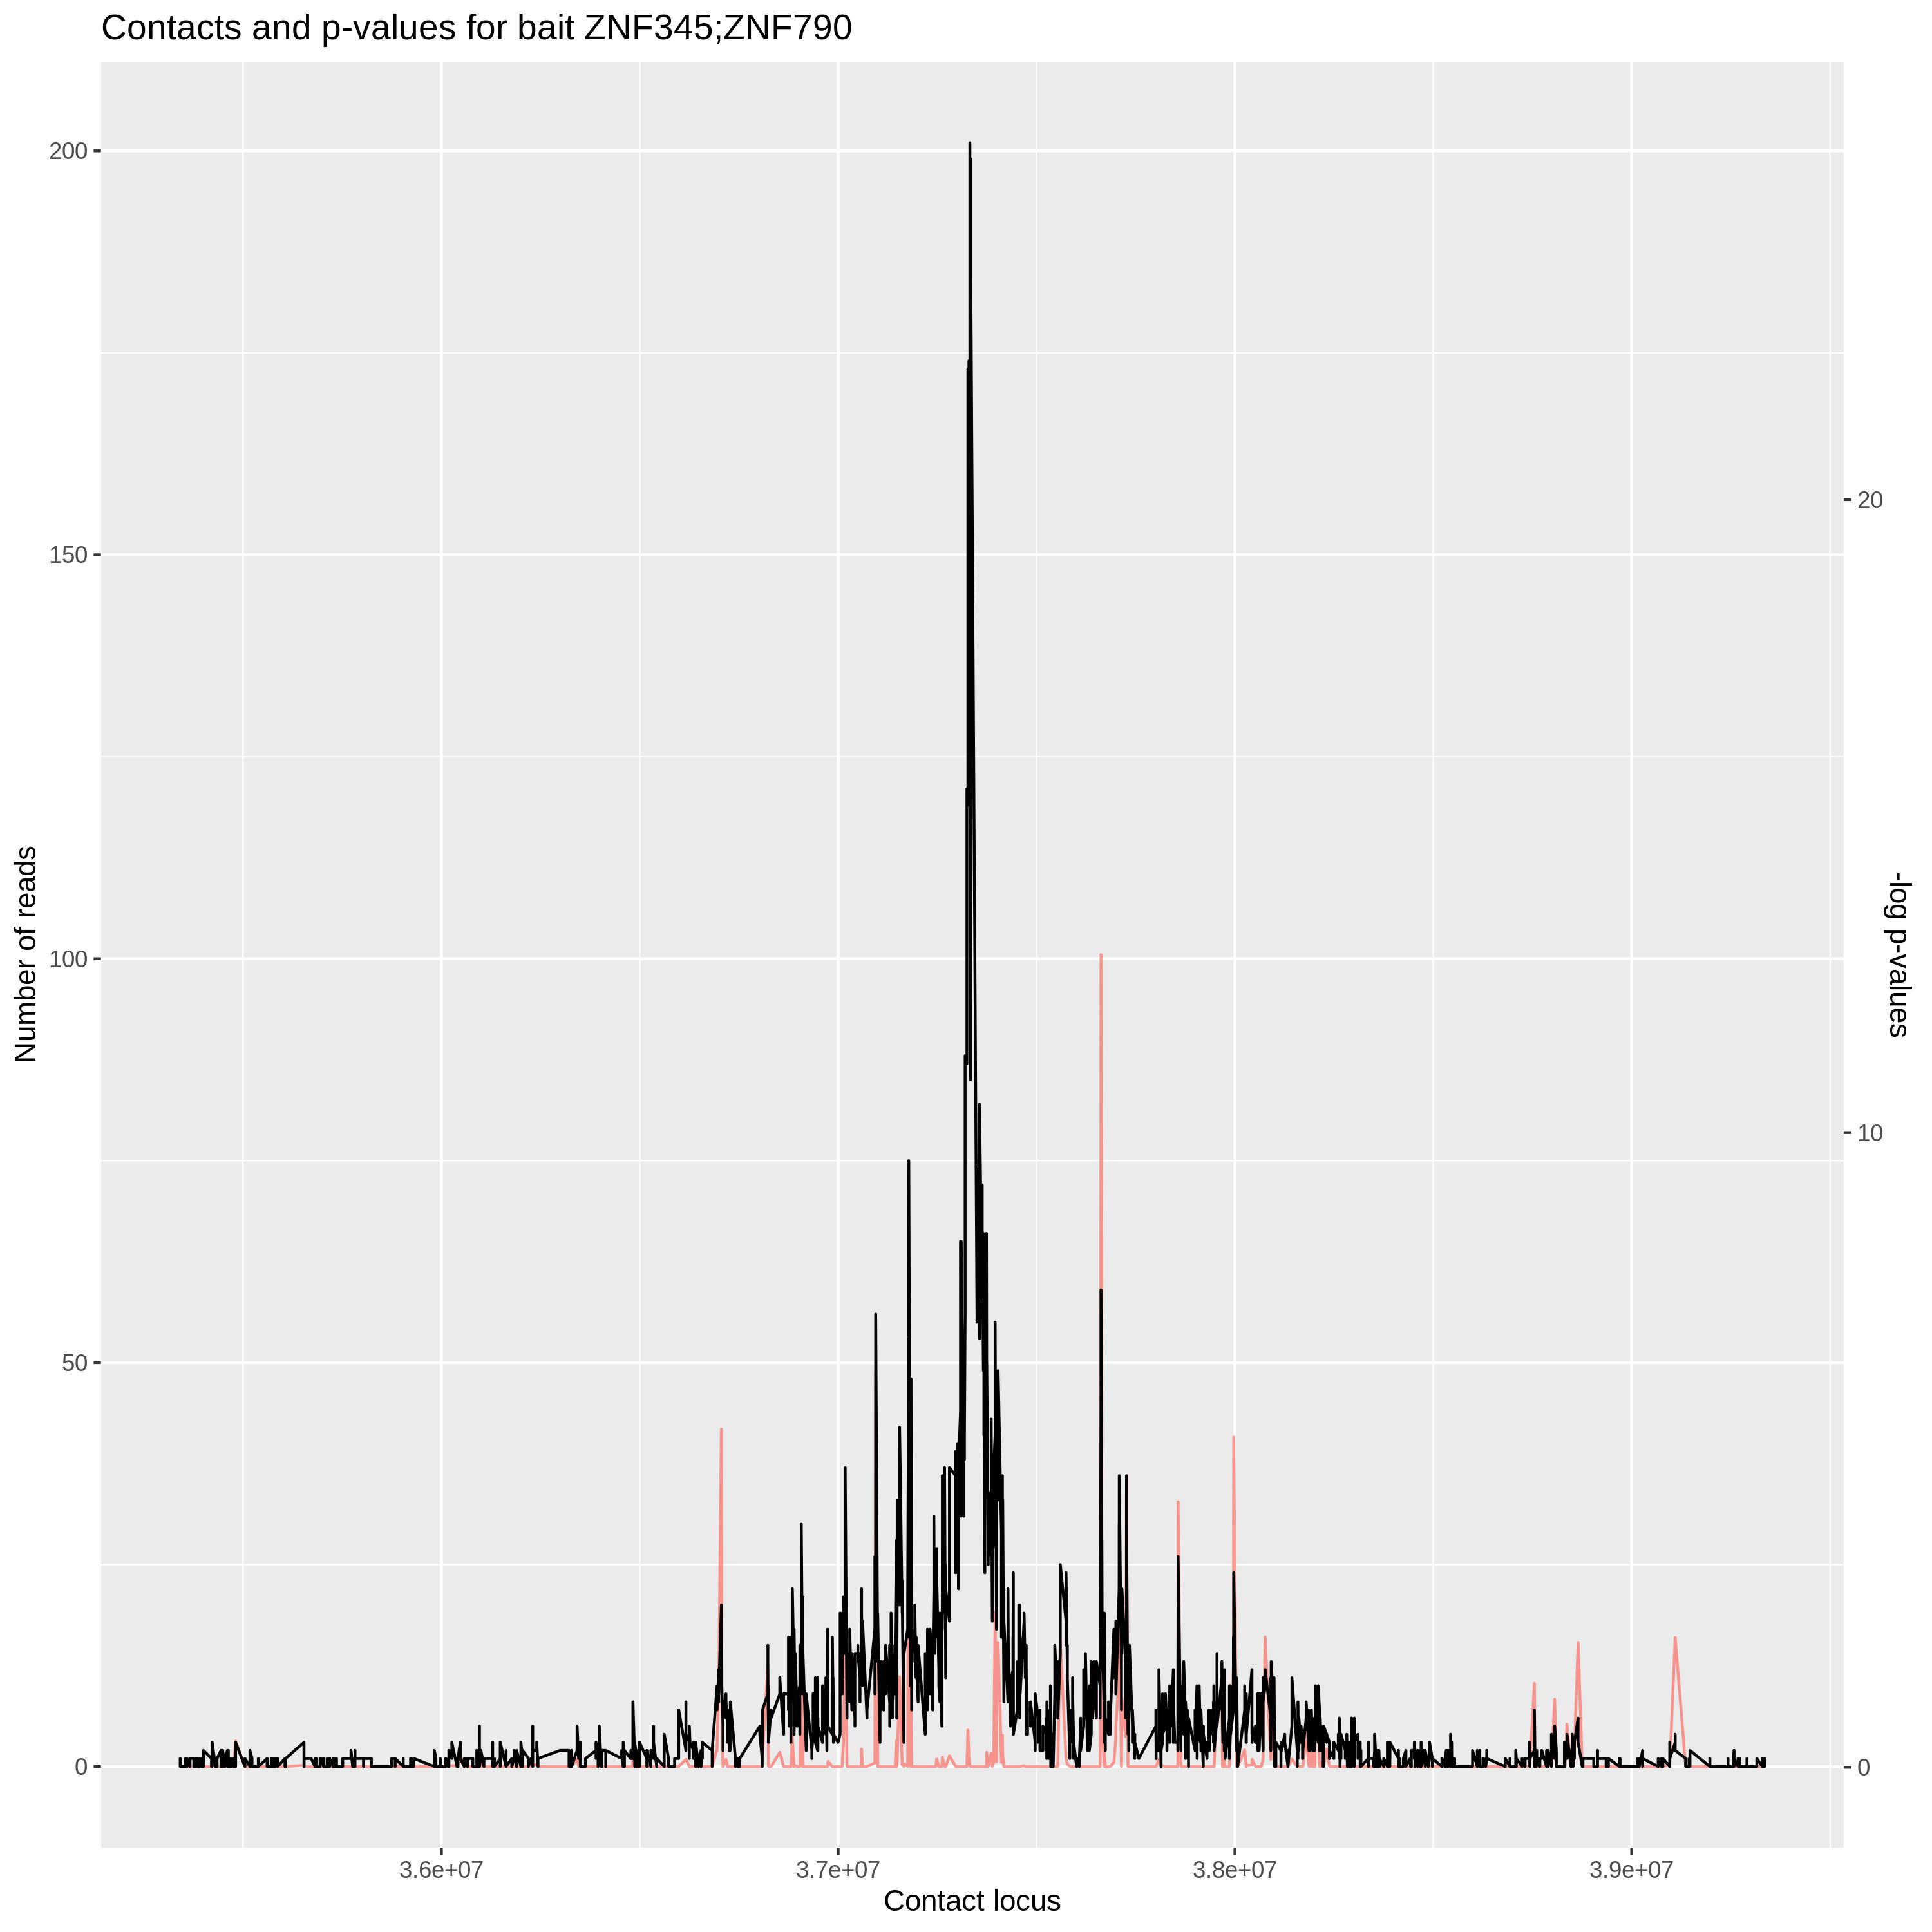 Contacts and p-values for bait ZNF345;ZNF790
200
150
100
50
0
Number of reads
20
10
0
-log p-values
3.6e+07
3.7e+07
3.8e+07
3.9e+07
Contact locus